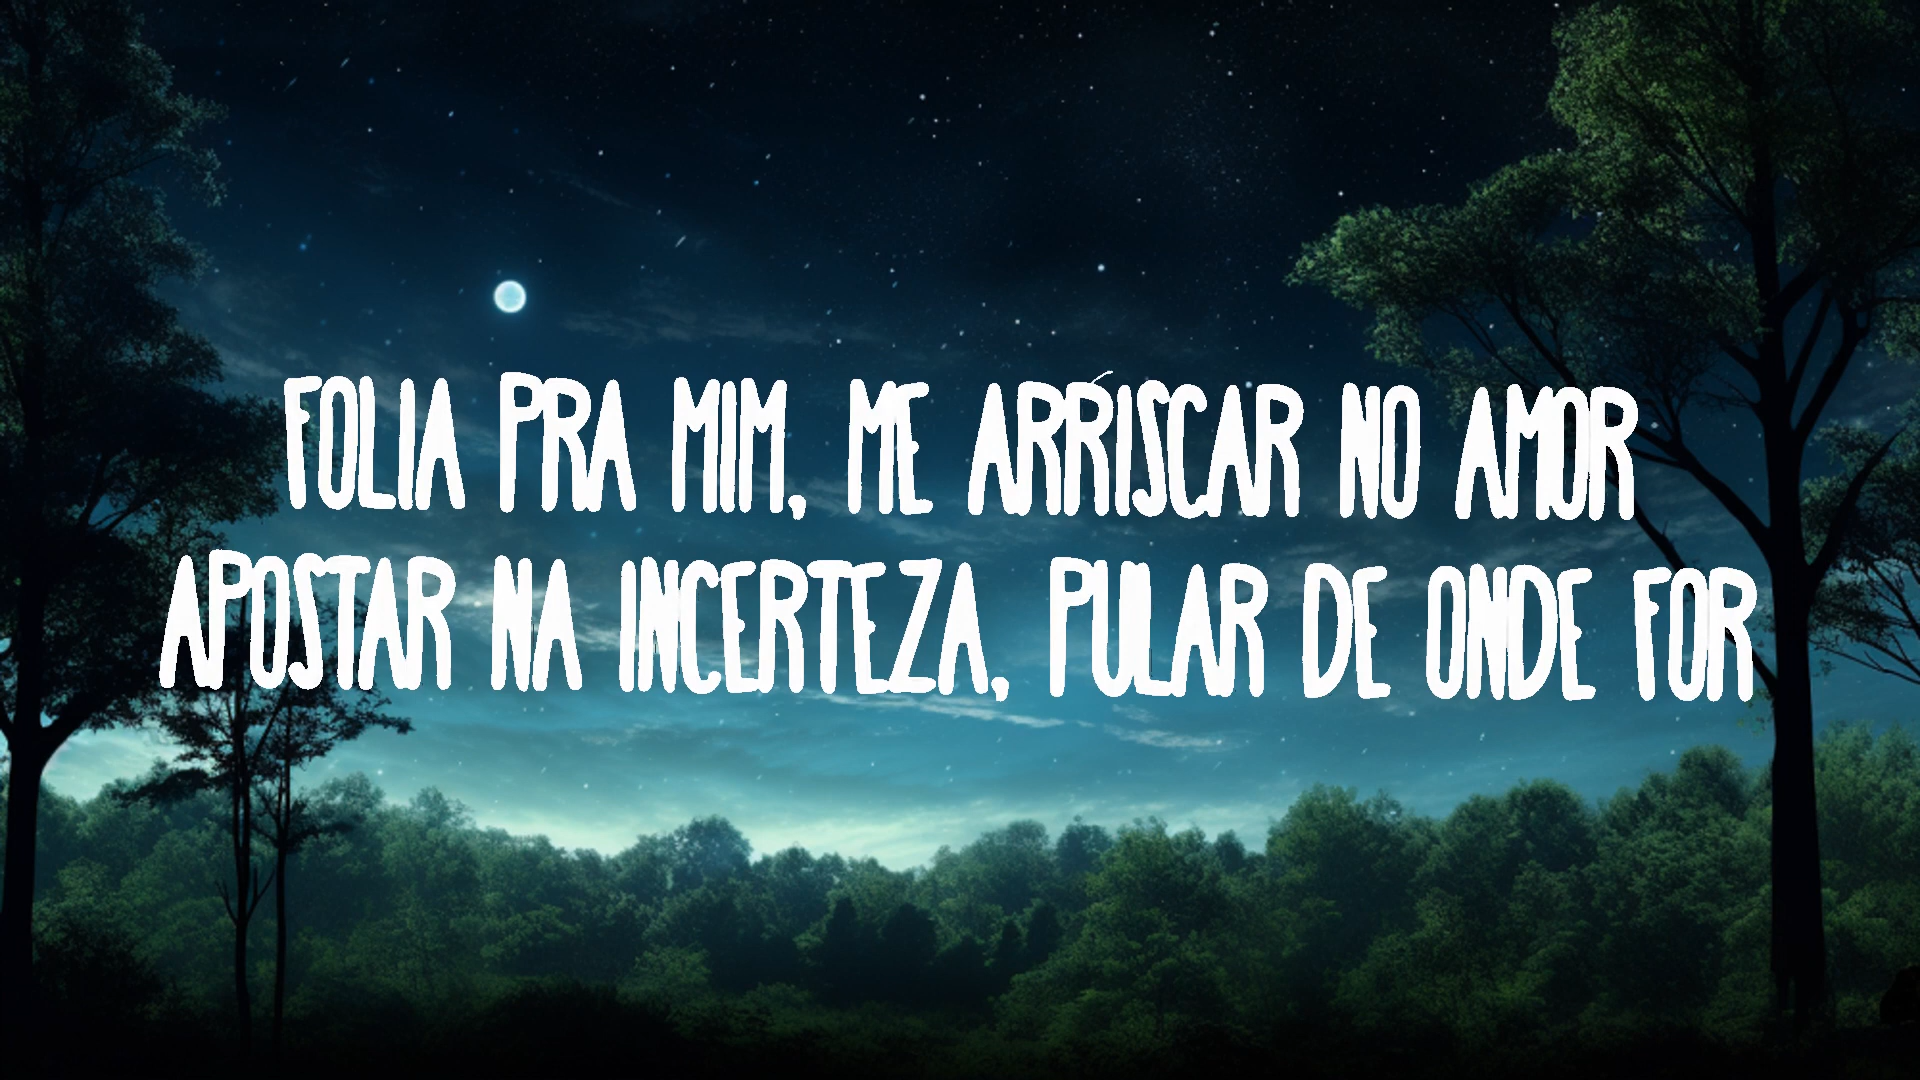 FOLIA PRA MIM, ME ARRISCAR NO AMOR
APOSTAR NA INCERTEZA, PULAR DE ONDE FOR